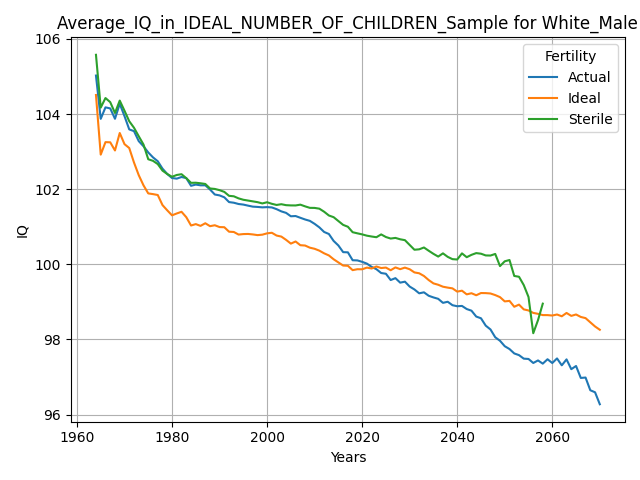 Average_IQ_in_IDEAL_NUMBER_OF_CHILDREN_Sample for White_Male
106
104
102
100
98
96
IQ
1960
1980
2000
2020
2040
2060
Years
Fertility
Actual
Ideal
Sterile